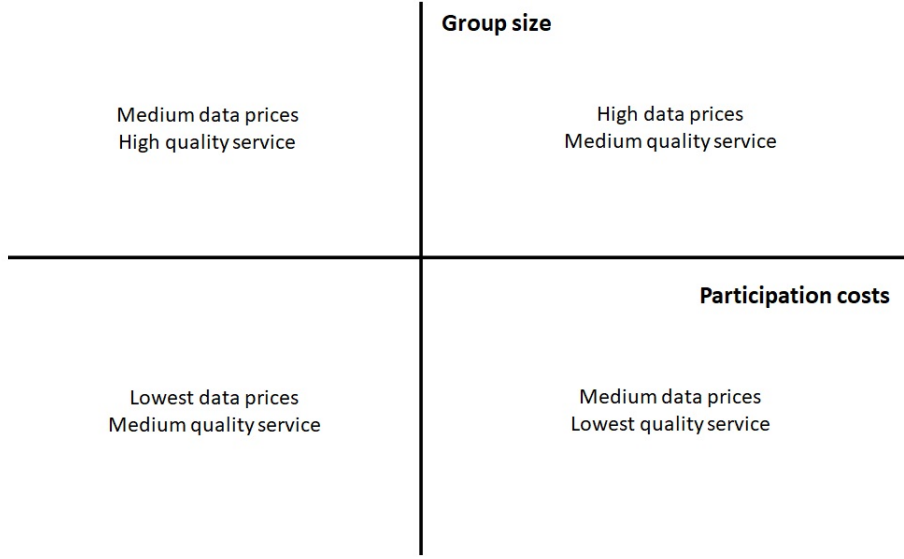 Group size
Medium data prices
High quality service
High data prices
Medium quality service
Participation costs
Lowest data prices
Medium quality service
Medium data prices
Lowest quality service